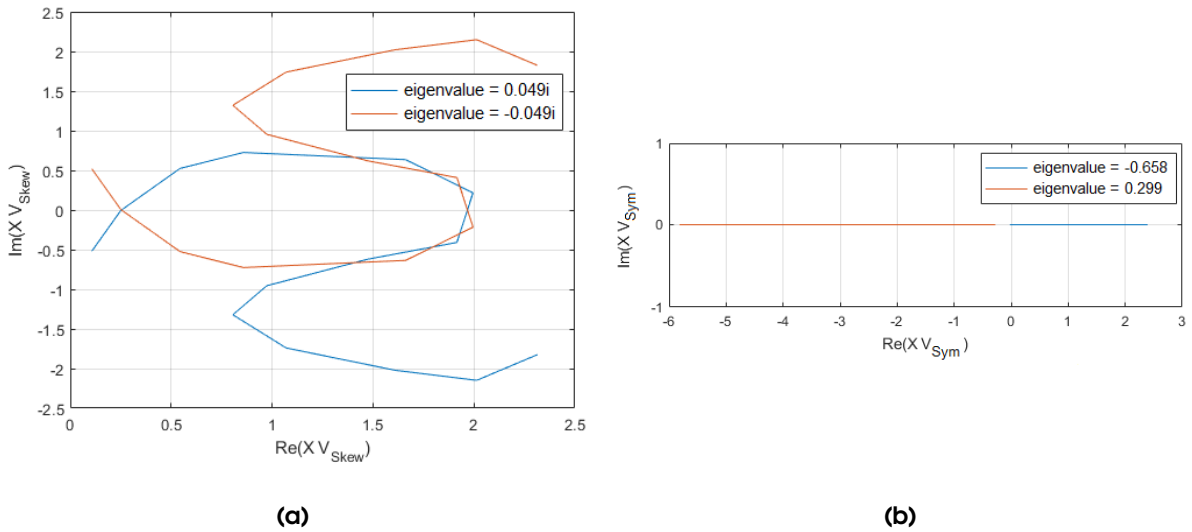 2.5
2
1.5
1
0.5
0
-0.5
-1
-1.5
-2
-2.5
Im(X V_Skew)
eigenvalue = 0.049i
eigenvalue = -0.049i
0 0.5 1 1.5 2 2.5
Re(X V_Skew)
(a)
1
0
-1
Im(X V_Sym)
eigenvalue = -0.658
eigenvalue = 0.299
-6 -5 -4 -3 -2 -1 0 1 2 3
Re(X V_Sym)
(b)